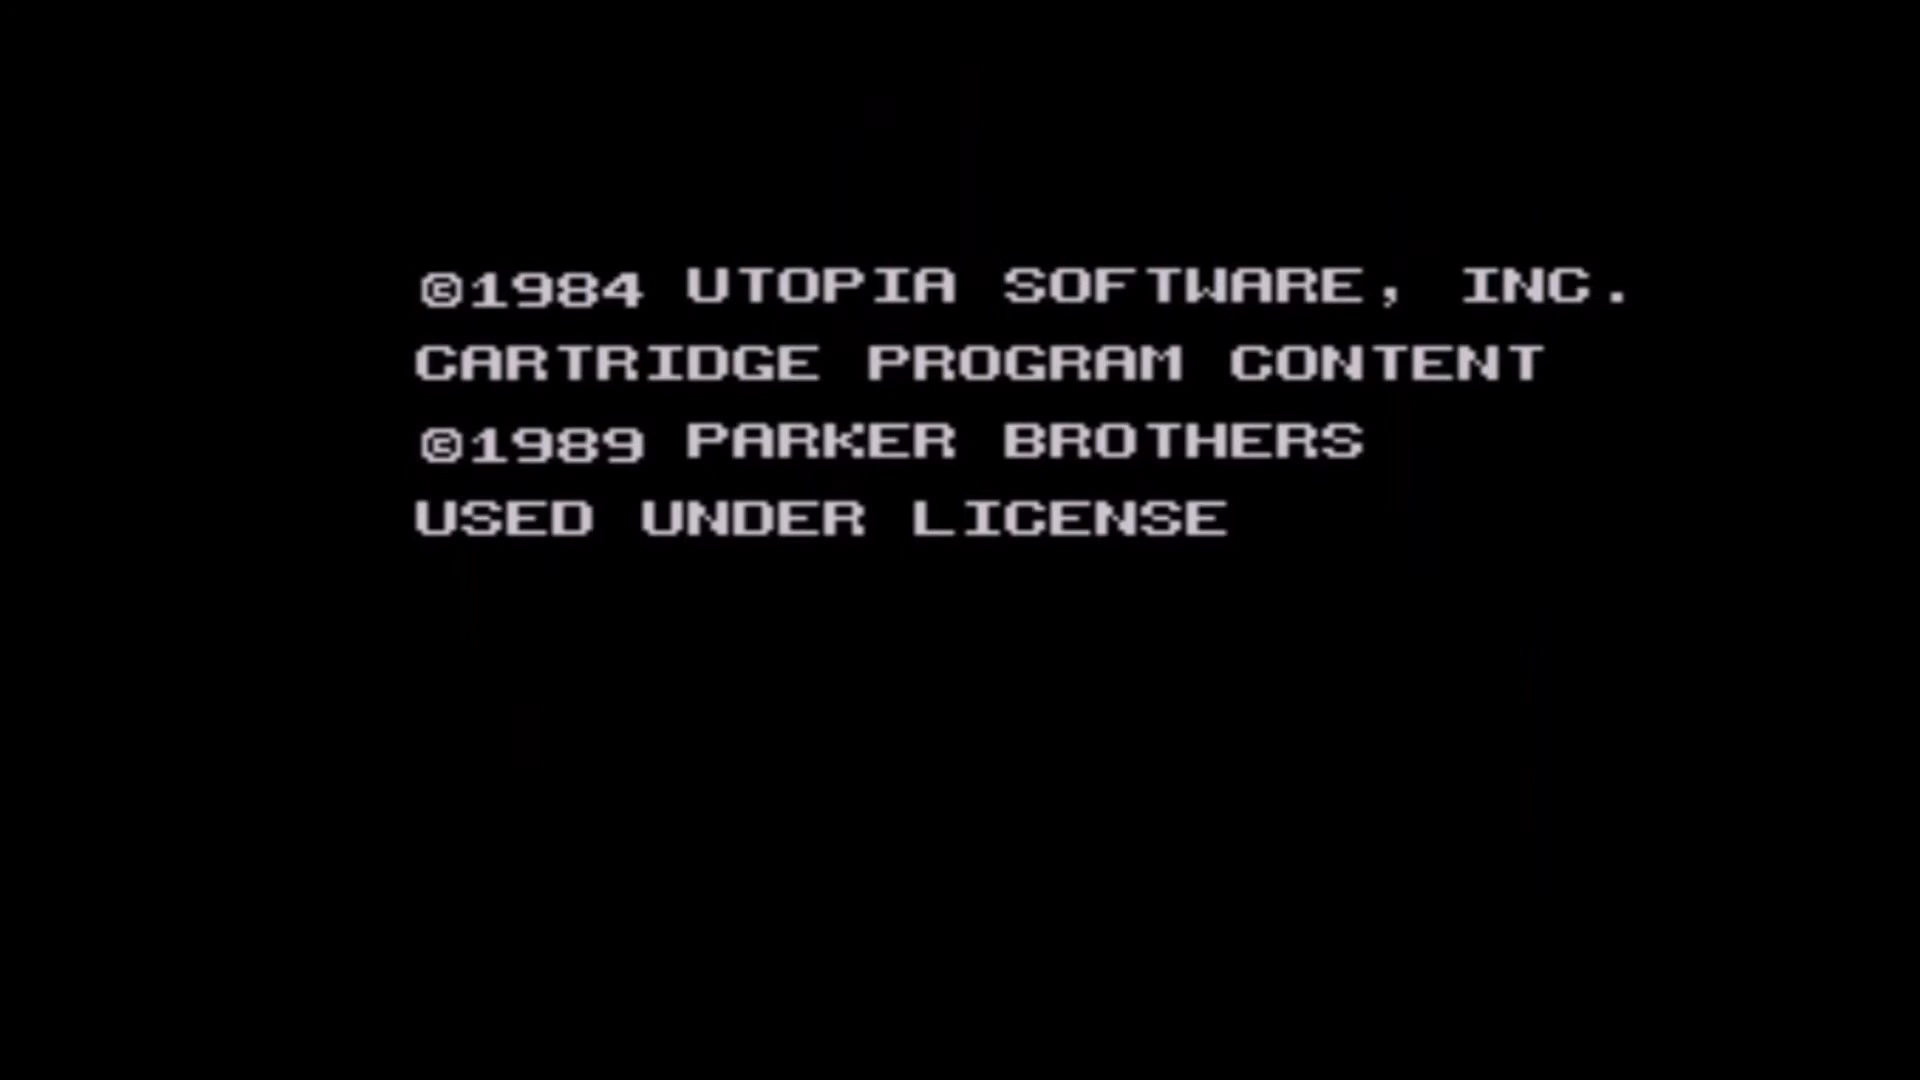 ©1984 UTOPIA SOFTWARE, INC.
CARTRIDGE PROGRAM CONTENT
©1989 PARKER BROTHERS
USED UNDER LICENSE